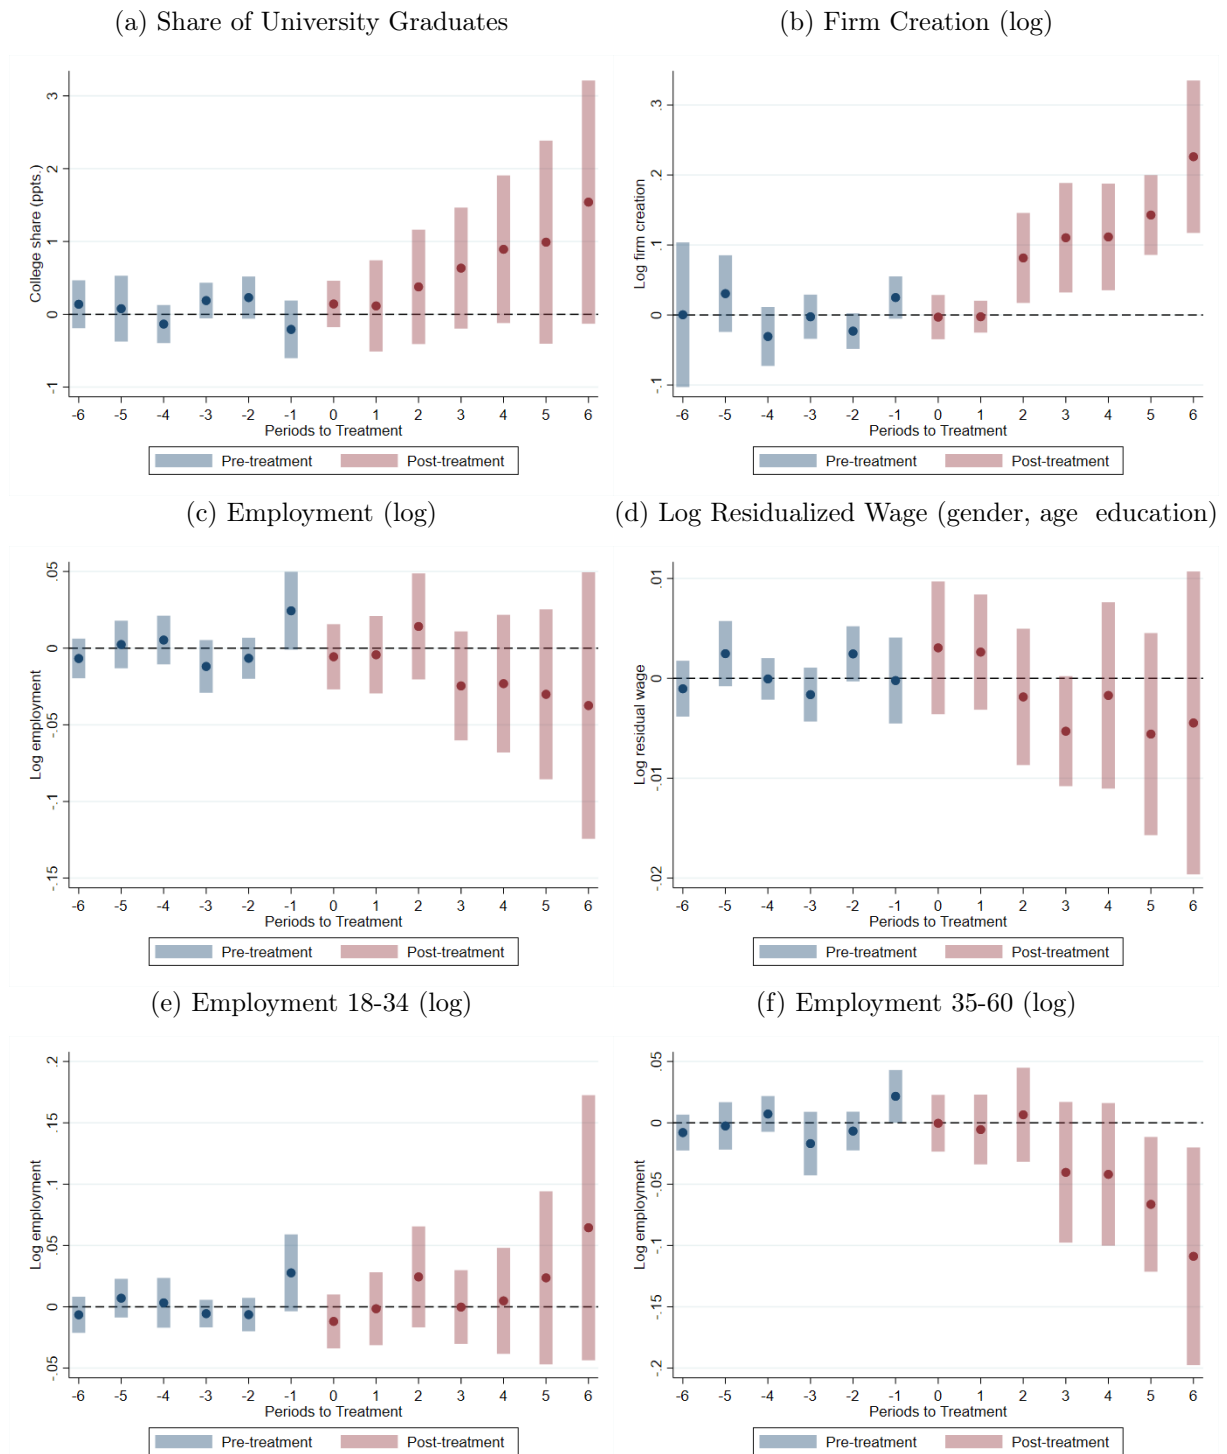 (a) Share of University Graduates
College share (ppts.)
3
2
1
0
-.1
-6 -5 -4 -3 -2 -1 0 1 2 3 4 5 6
Periods to Treatment
Pre-treatment Post-treatment
(b) Firm Creation (log)
Log firm creation
.3
.2
.1
0
-.1
-6 -5 -4 -3 -2 -1 0 1 2 3 4 5 6
Periods to Treatment
Pre-treatment Post-treatment
(c) Employment (log)
Log employment
.05
0
-.05
-.1
-.15
-6 -5 -4 -3 -2 -1 0 1 2 3 4 5 6
Periods to Treatment
Pre-treatment Post-treatment
(d) Log Residualized Wage (gender, age education)
Log residual wage
.01
0
-.01
-.02
-6 -5 -4 -3 -2 -1 0 1 2 3 4 5 6
Periods to Treatment
Pre-treatment Post-treatment
(e) Employment 18-34 (log)
Log employment
.2
.15
.1
.05
0
-.05
-6 -5 -4 -3 -2 -1 0 1 2 3 4 5 6
Periods to Treatment
Pre-treatment Post-treatment
(f) Employment 35-60 (log)
Log employment
.05
0
-.05
-.1
-.15
-.2
-6 -5 -4 -3 -2 -1 0 1 2 3 4 5 6
Periods to Treatment
Pre-treatment Post-treatment